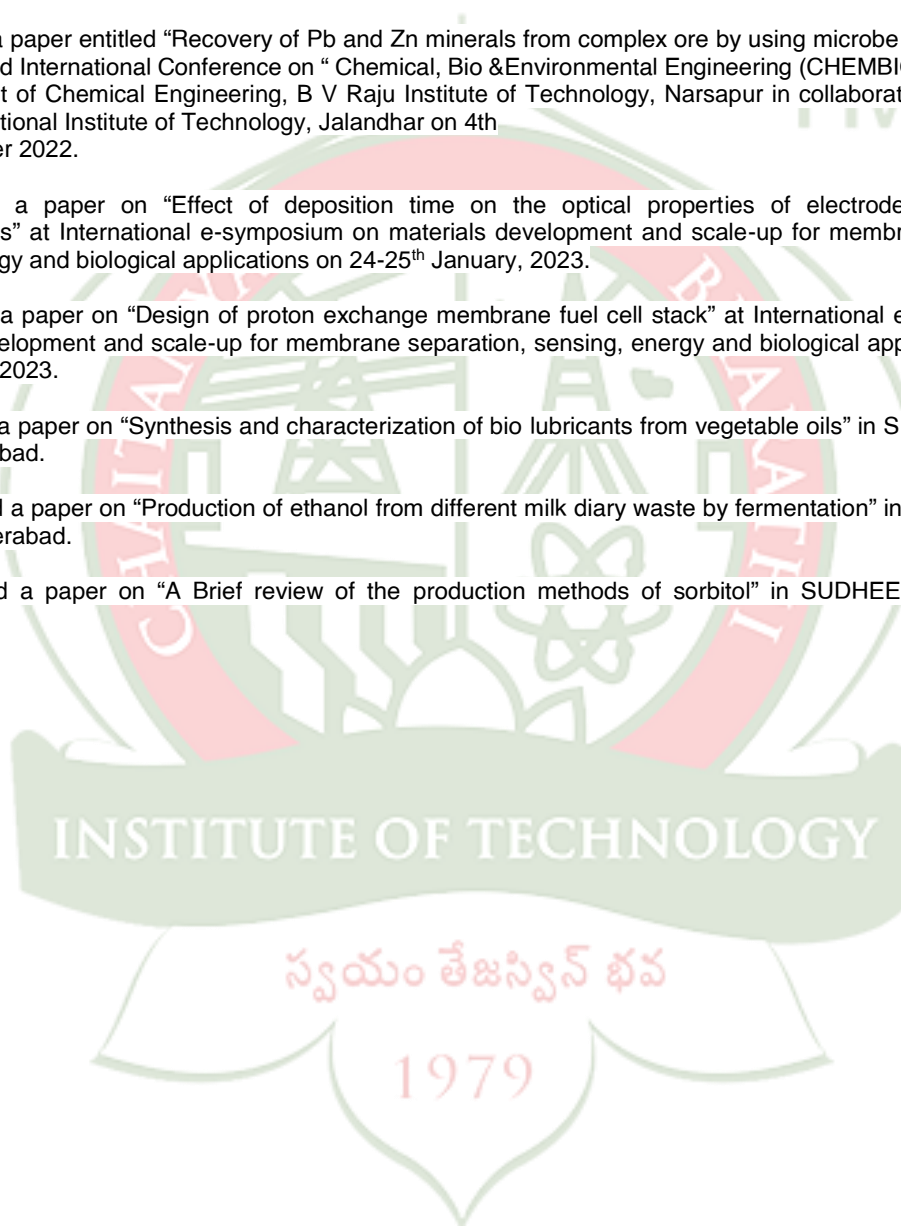 a paper entitled “Recovery of Pb and Zn minerals from complex ore by using microbe
d International Conference on “ Chemical, Bio &Environmental Engineering (CHEMBI
t of Chemical Engineering, B V Raju Institute of Technology, Narsapur in collaborat
tional Institute of Technology, Jalandhar on 4th
er 2022.
a paper on “Effect of deposition time on the optical properties of electrode
s” at International e-symposium on materials development and scale-up for membr
gy and biological applications on 24-25th January, 2023.
a paper on “Design of proton exchange membrane fuel cell stack” at International e
elopment and scale-up for membrane separation, sensing, energy and biological app
2023.
a paper on “Synthesis and characterization of bio lubricants from vegetable oils” in S
bad.
d a paper on “Production of ethanol from different milk diary waste by fermentation” in
erabad.
d a paper on “A Brief review of the production methods of sorbitol” in SUDHEE
CHAITANYA BHARATHI
INSTITUTE OF TECHNOLOGY
స్వయం తేజస్విన్ భవ
1979